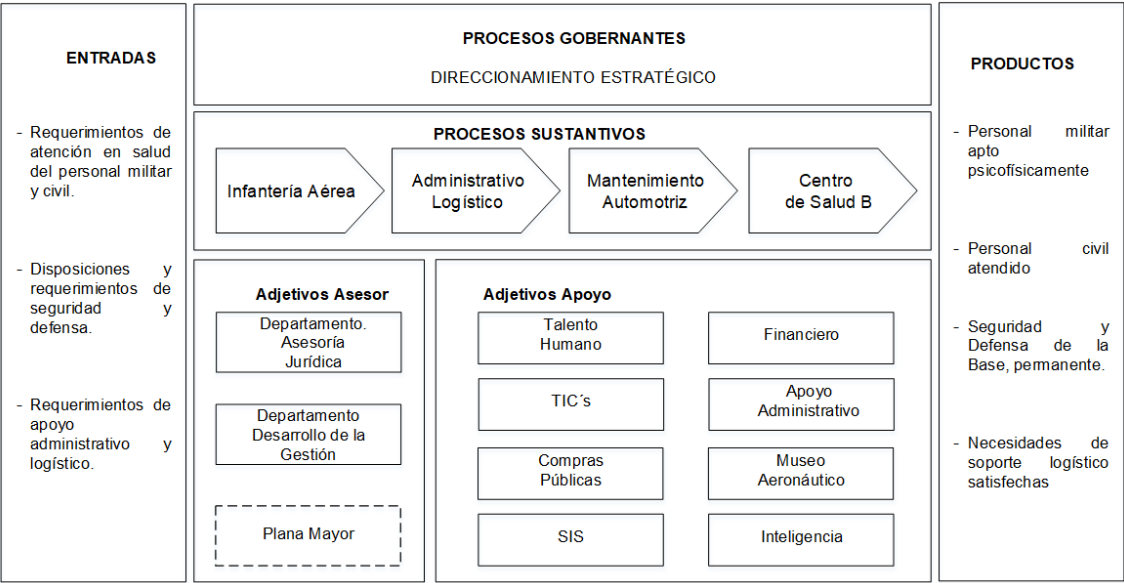 ENTRADAS
- Requerimientos de
atención en salud
del personal militar
y civil.
- Disposiciones y
requerimientos de
seguridad y
defensa.
- Requerimientos de
apoyo
administrativo y
logístico.
PROCESOS GOBERNANTES
DIRECCIONAMIENTO ESTRATÉGICO
PROCESOS SUSTANTIVOS
Infantería Aérea
Administrativo
Logístico
Mantenimiento
Automotriz
Centro
de Salud B
Adjetivos Asesor
Departamento.
Asesoría
Jurídica
Departamento
Desarrollo de la
Gestión
Plana Mayor
Adjetivos Apoyo
Talento
Humano
Financiero
TIC´s
Apoyo
Administrativo
Compras
Públicas
Museo
Aeronáutico
SIS
Inteligencia
PRODUCTOS
- Personal militar
apto
psicofísicamente
- Personal civil
atendido
- Seguridad y
Defensa de la
Base, permanente.
- Necesidades de
soporte logístico
satisfechas